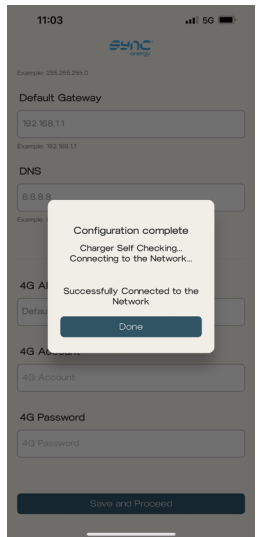 11:03
5G
sync
energy
Example: 255.255.255.0
Default Gateway
192.168.1.1
Example: 192.168.1.1
DNS
8.8.8.8
Example:
Configuration complete
Charger Self Checking...
Connecting to the Network...
Successfully Connected to the
Network
Done
4G
Defau
4G Account
4G Account
4G Password
4G Password
Save and Proceed